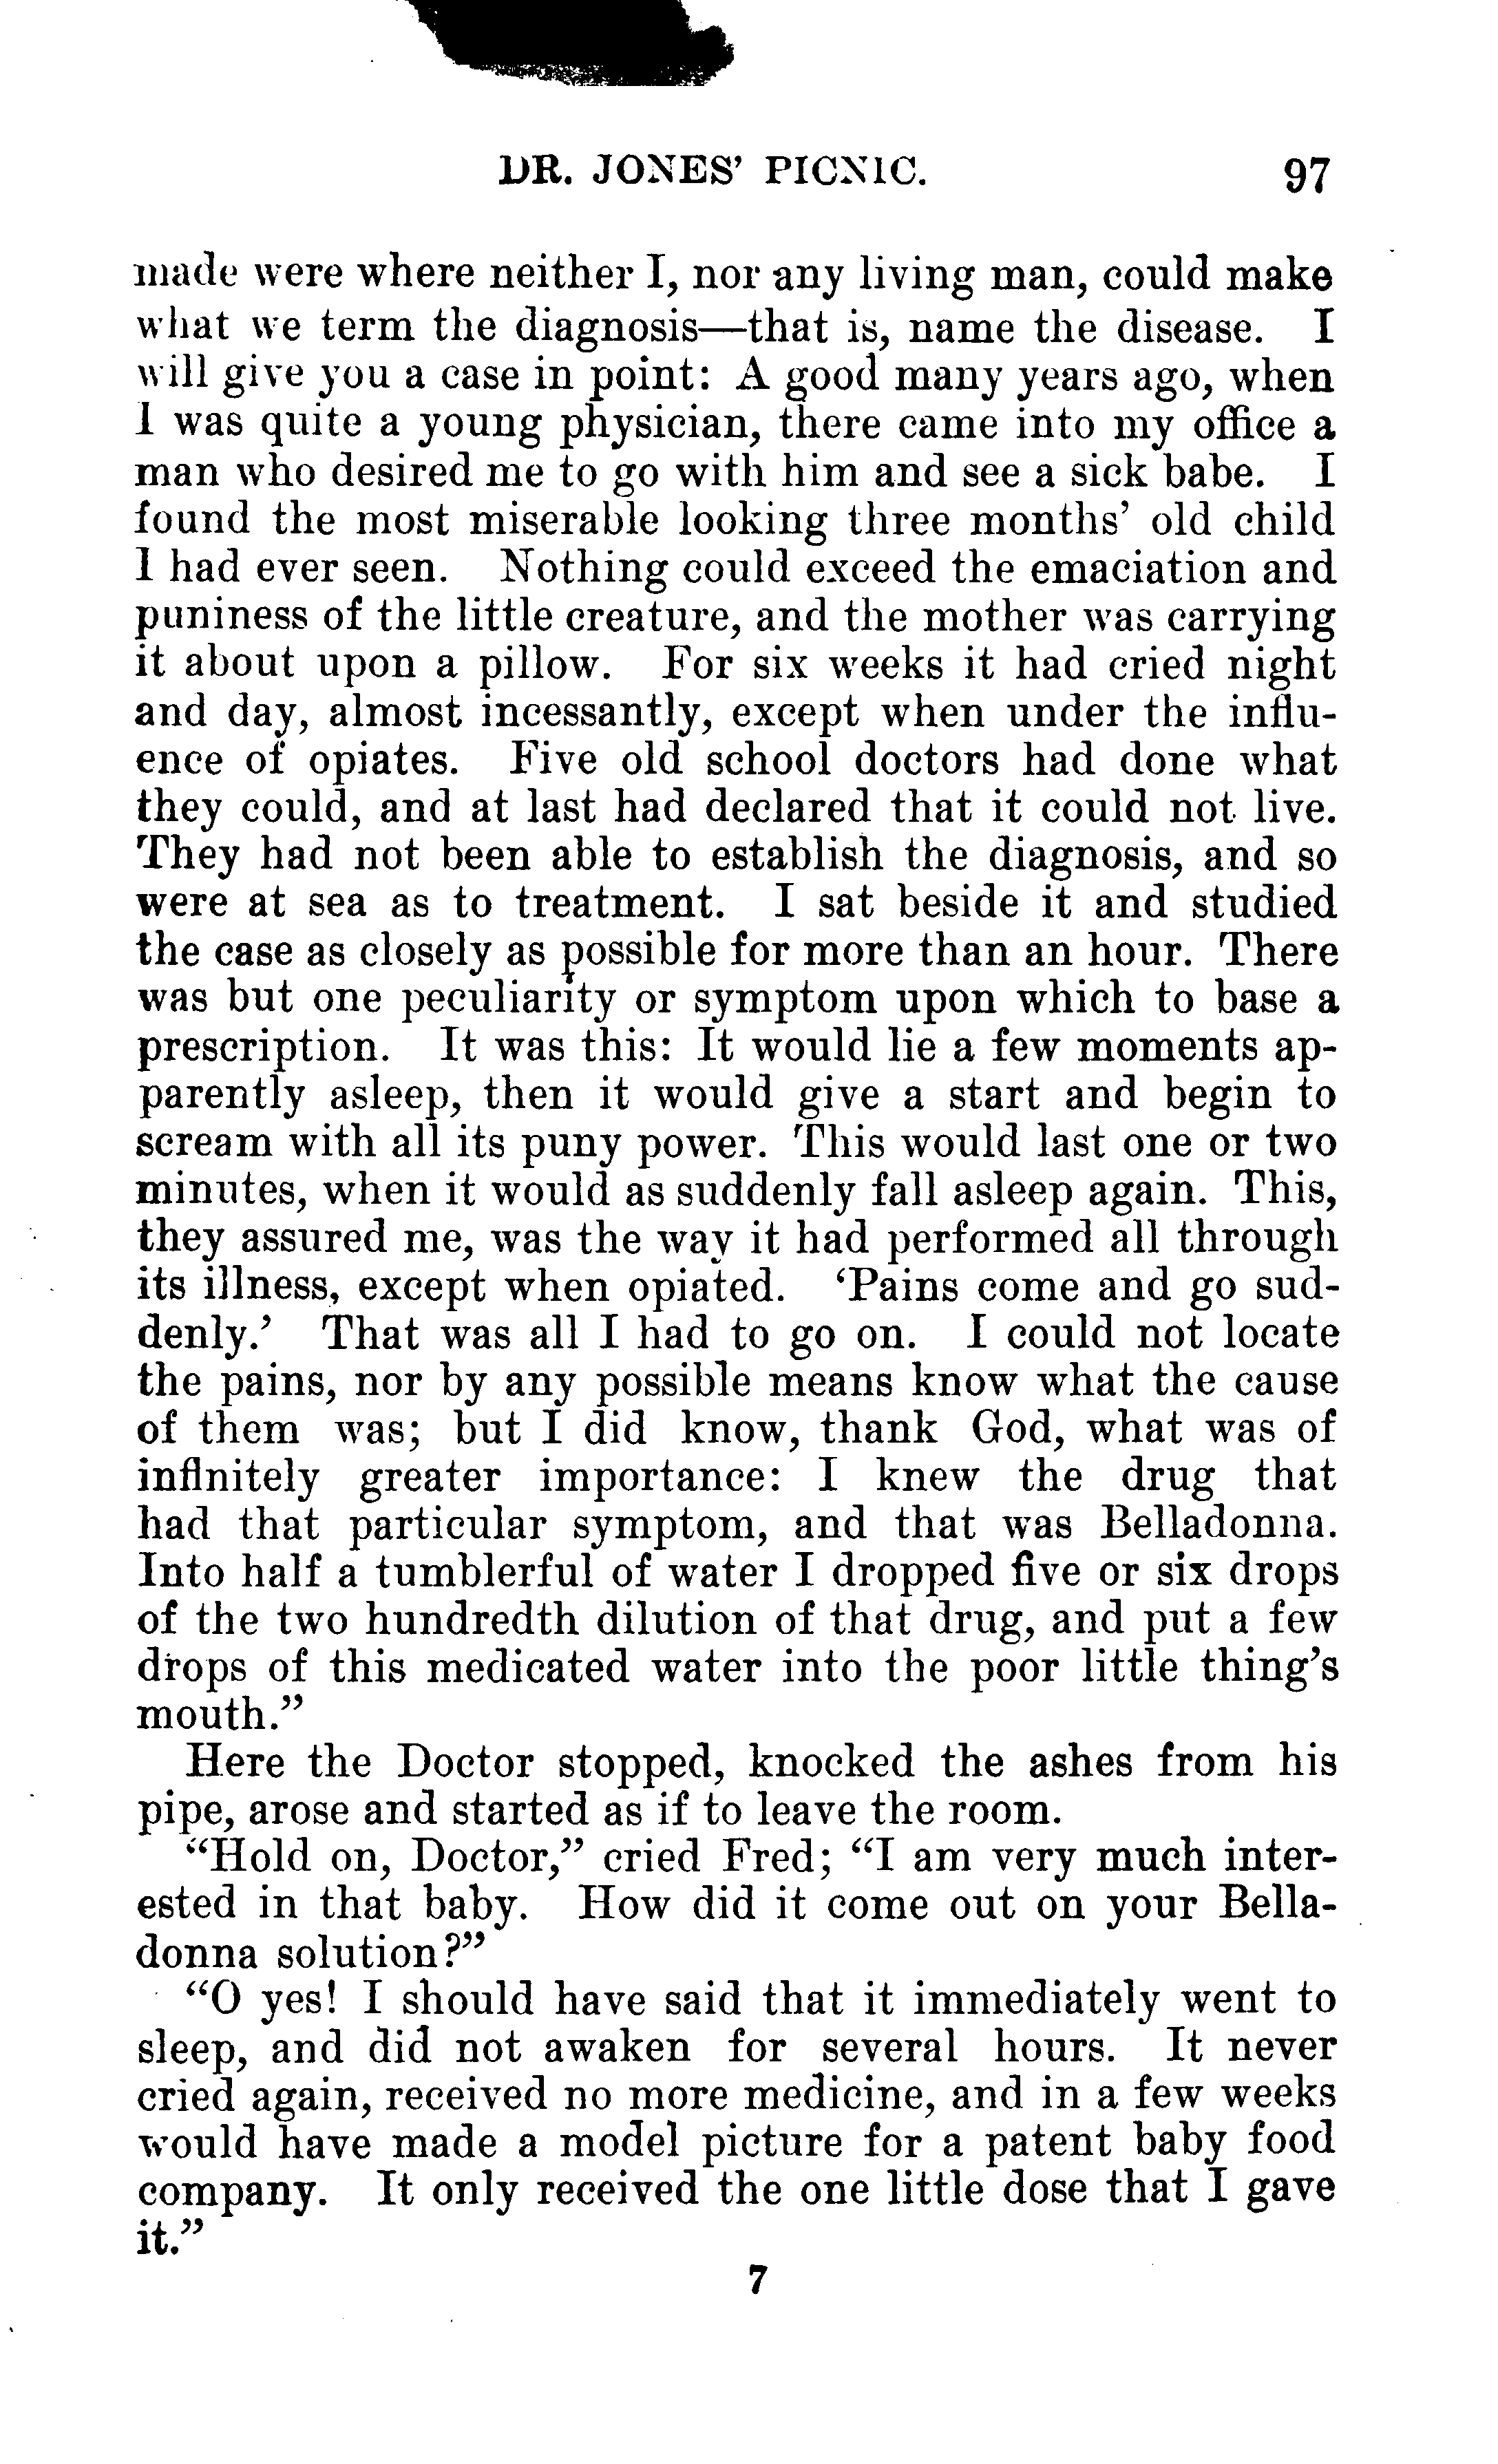 DR. JONES' PICNIC. 97
made were where neither I, nor any living man, could make
what we term the diagnosis—that is, name the disease. I
will give you a case in point: A good many years ago, when
I was quite a young physician, there came into my office a
man who desired me to go with him and see a sick babe. I
found the most miserable looking three months' old child
I had ever seen. Nothing could exceed the emaciation and
puniness of the little creature, and the mother was carrying
it about upon a pillow. For six weeks it had cried night
and day, almost incessantly, except when under the influ-
ence of opiates. Five old school doctors had done what
they could, and at last had declared that it could not live.
They had not been able to establish the diagnosis, and so
were at sea as to treatment. I sat beside it and studied
the case as closely as possible for more than an hour. There
was but one peculiarity or symptom upon which to base a
prescription. It was this: It would lie a few moments ap-
parently asleep, then it would give a start and begin to
scream with all its puny power. This would last one or two
minutes, when it would as suddenly fall asleep again. This,
they assured me, was the way it had performed all through
its illness, except when opiated. 'Pains come and go sud-
denly.' That was all I had to go on. I could not locate
the pains, nor by any possible means know what the cause
of them was; but I did know, thank God, what was of
infinitely greater importance: I knew the drug that
had that particular symptom, and that was Belladonna.
Into half a tumblerful of water I dropped five or six drops
of the two hundredth dilution of that drug, and put a few
drops of this medicated water into the poor little thing's
mouth."
Here the Doctor stopped, knocked the ashes from his
pipe, arose and started as if to leave the room.
"Hold on, Doctor," cried Fred; "I am very much inter-
ested in that baby. How did it come out on your Bella-
donna solution?"
"O yes! I should have said that it immediately went to
sleep, and did not awaken for several hours. It never
cried again, received no more medicine, and in a few weeks
would have made a model picture for a patent baby food
company. It only received the one little dose that I gave
it."
7